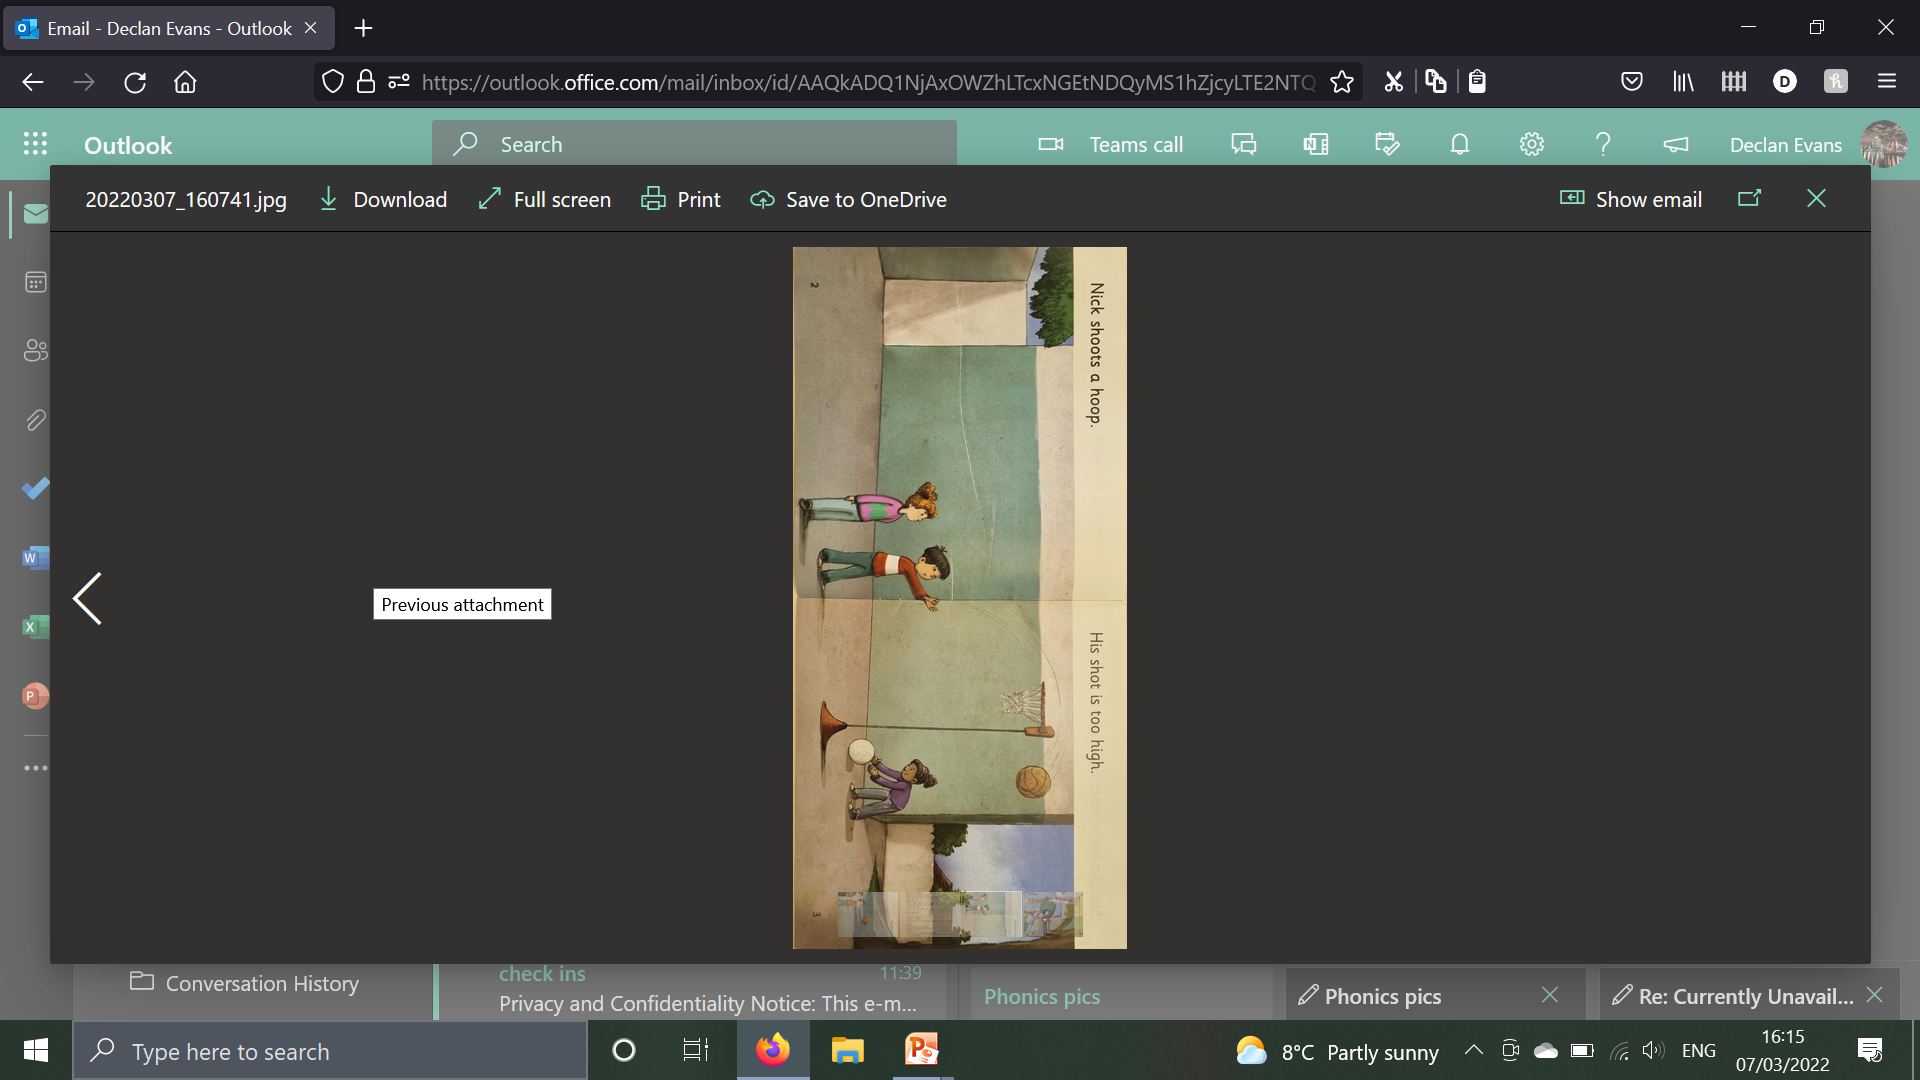 Email - Declan Evans - Outlook
https://outlook.office.com/mail/inbox/id/AAQkADQ1NjAxOWZhLTcxNGEtNDQyMS1hZjcyLTE2NTQ
Outlook
Search
Teams call
Declan Evans
20220307_160741.jpg
Download
Full screen
Print
Save to OneDrive
Show email
Nick shoots a hoop.
2
His shot is too high.
3
Previous attachment
Conversation History
check ins
11:39
Privacy and Confidentiality Notice: This e-m...
Phonics pics
Phonics pics
Re: Currently Unavail...
Type here to search
8°C Partly sunny
ENG
16:15
07/03/2022